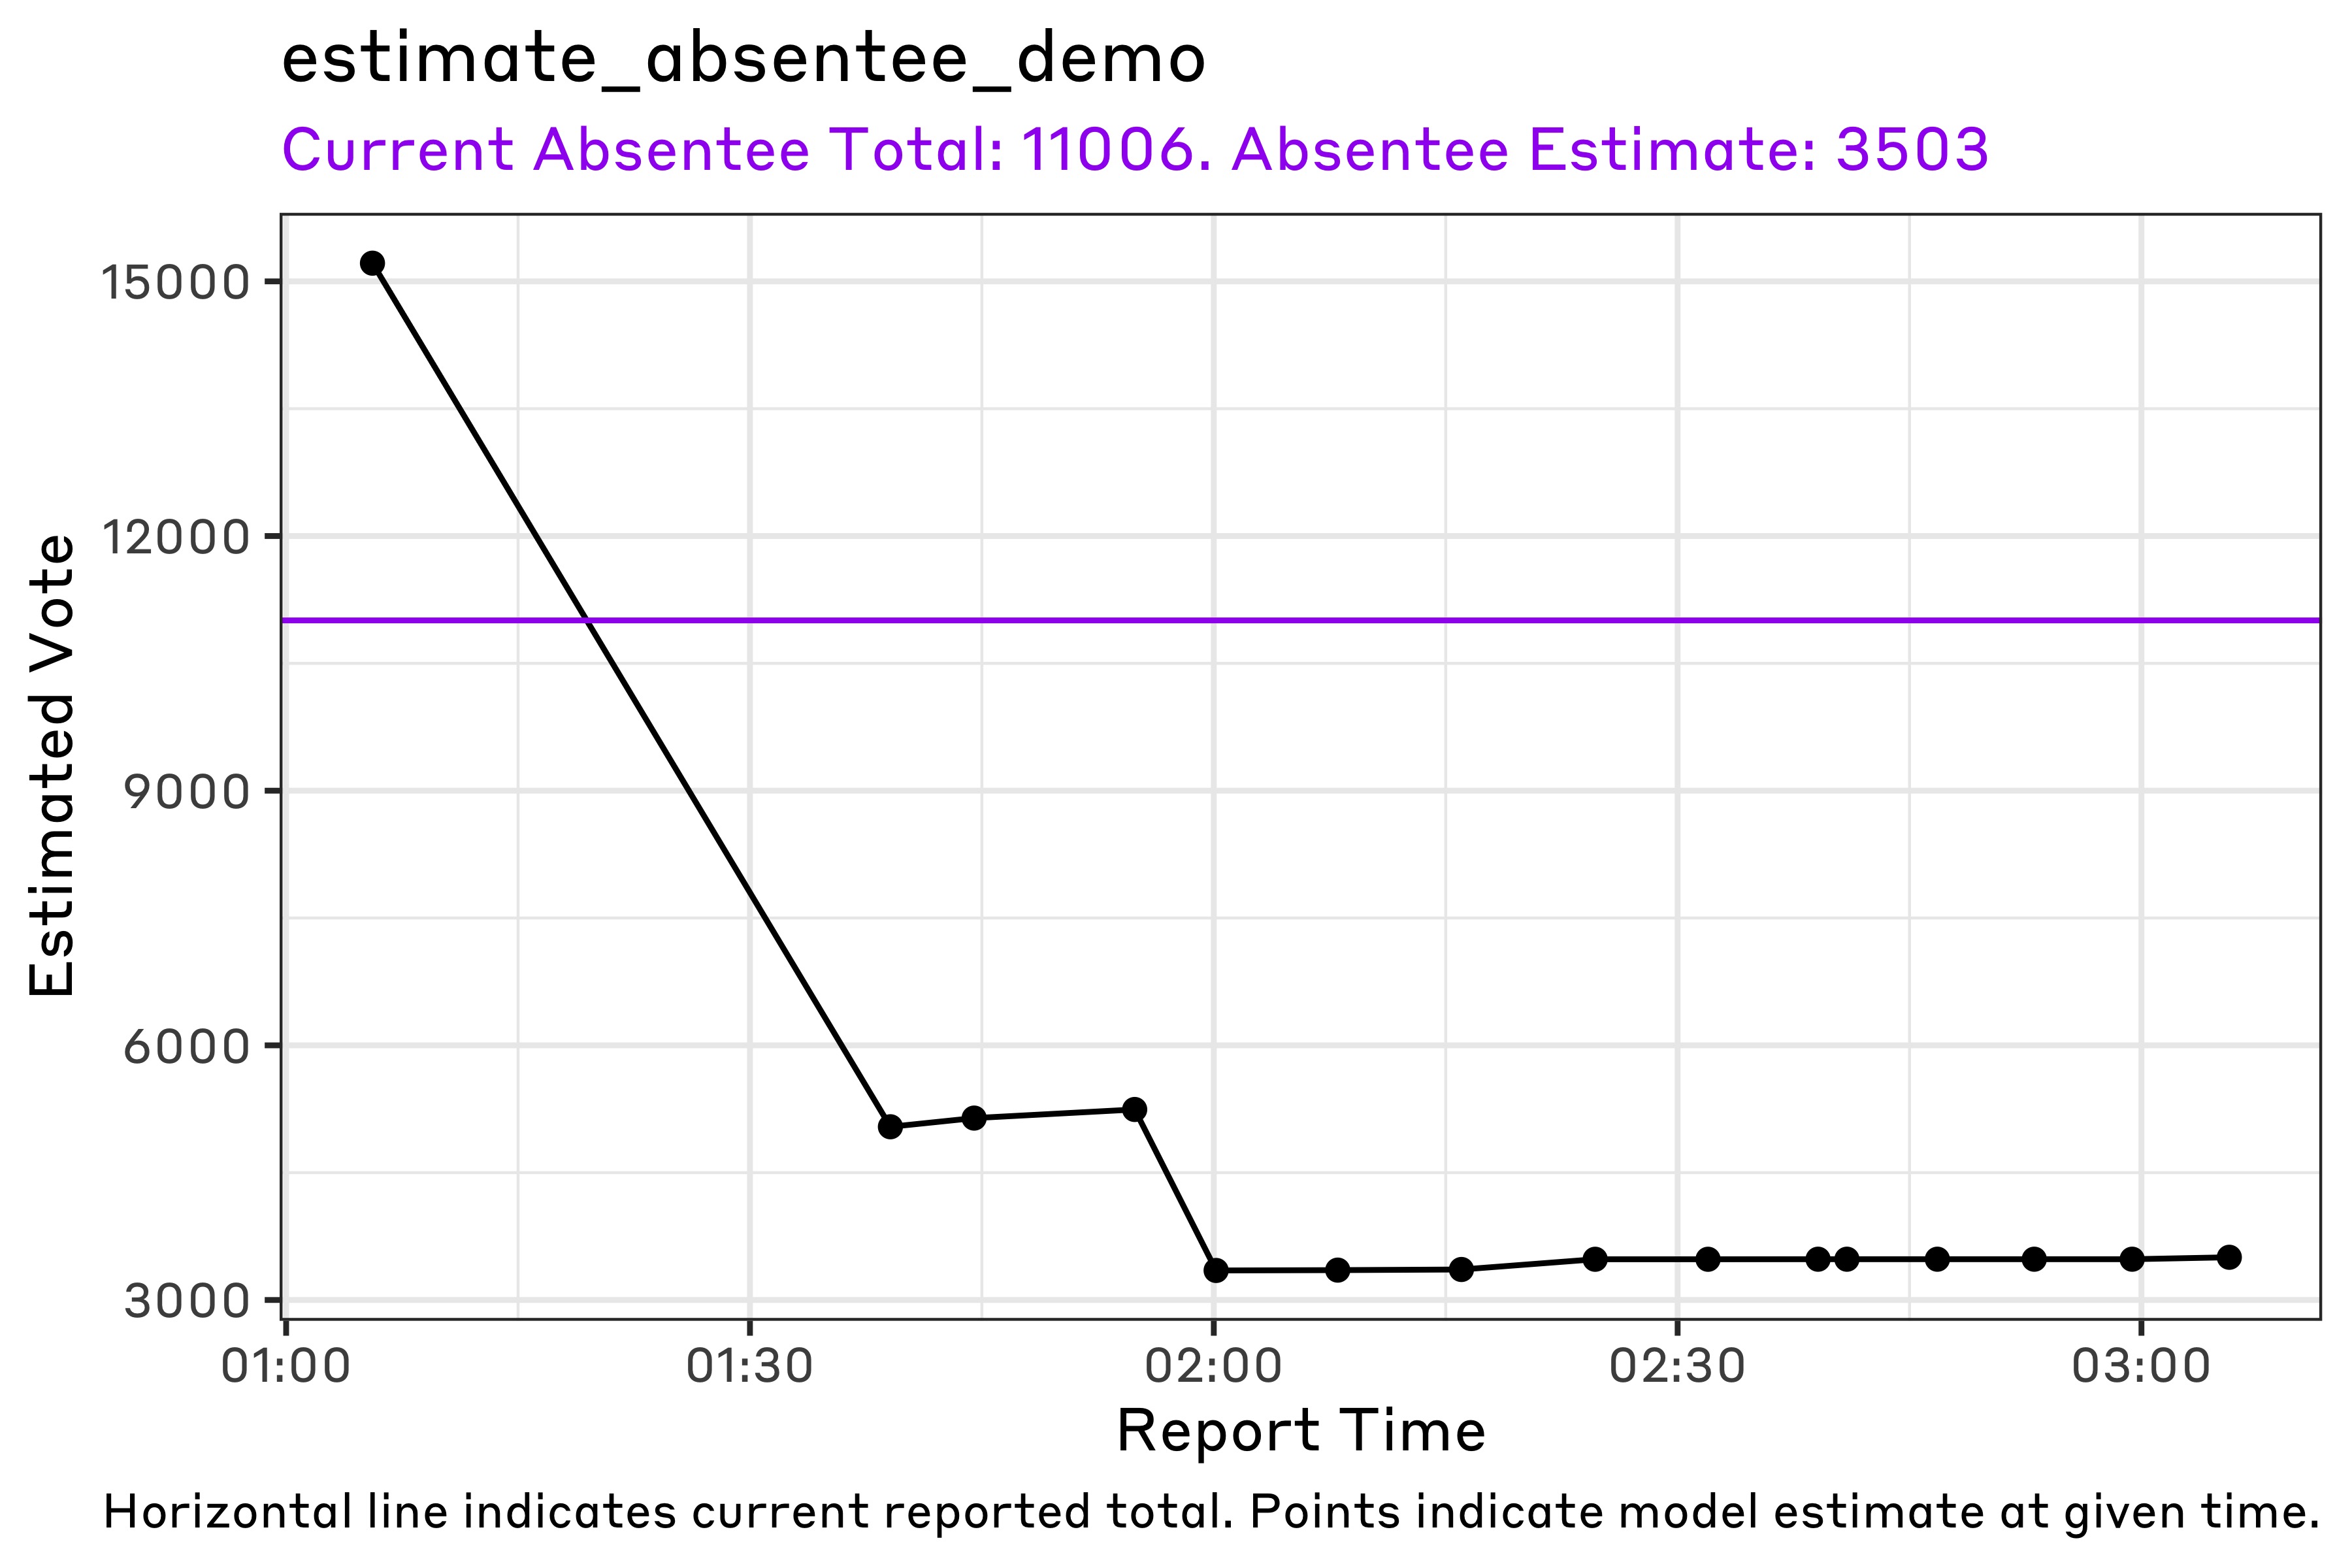 estimate_absentee_demo
Current Absentee Total: 11006. Absentee Estimate: 3503
Estimated Vote
15000
12000
9000
6000
3000
01:00 01:30 02:00 02:30 03:00
Report Time
Horizontal line indicates current reported total. Points indicate model estimate at given time.